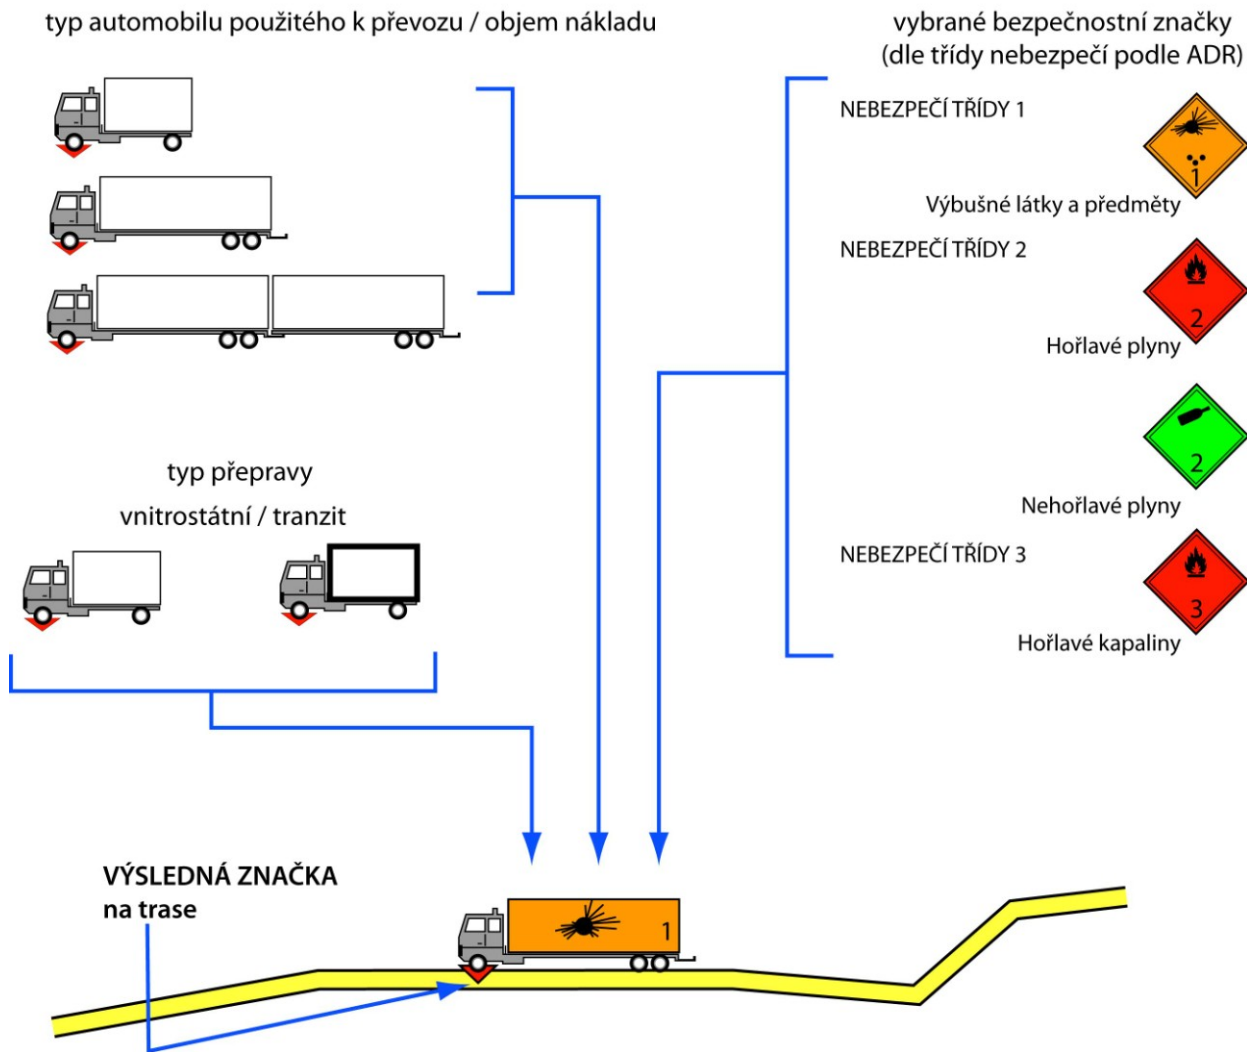 typ automobilu použitého k převozu / objem nákladu
vybrané bezpečnostní značky
(dle třídy nebezpečí podle ADR)
NEBEZPEČÍ TŘÍDY 1
1
Výbušné látky a předměty
NEBEZPEČÍ TŘÍDY 2
2
Hořlavé plyny
2
Nehořlavé plyny
NEBEZPEČÍ TŘÍDY 3
3
Hořlavé kapaliny
typ přepravy
vnitrostátní / tranzit
VÝSLEDNÁ ZNAČKA
na trase
1